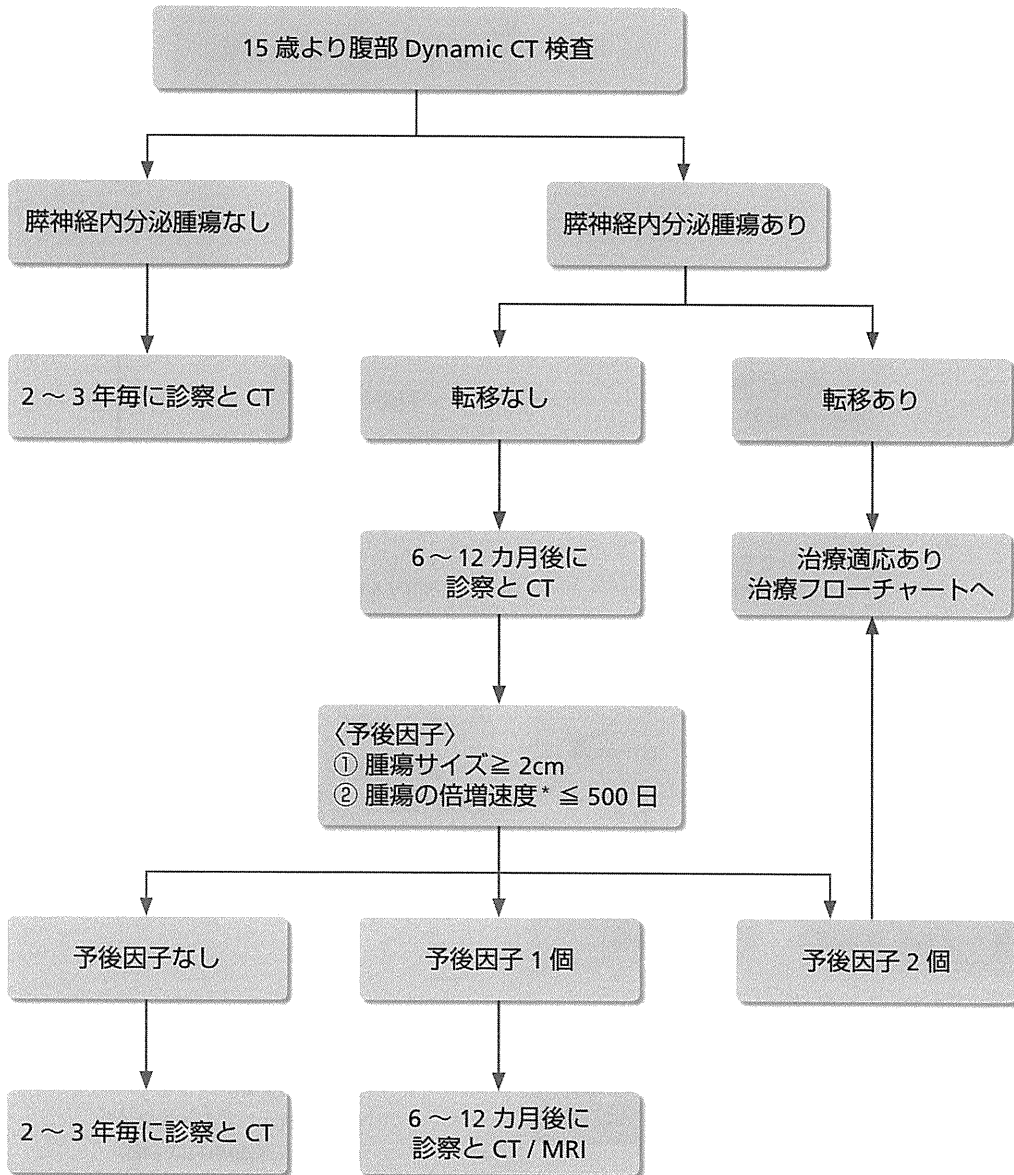 15 歳より腹部 Dynamic CT 検査
膵神経内分泌腫瘍なし
膵神経内分泌腫瘍あり
2 〜 3 年毎に診察と CT
転移なし
転移あり
6 〜 12 カ月後に
診察と CT
治療適応あり
治療フローチャートへ
〈予後因子〉
① 腫瘍サイズ≧ 2cm
② 腫瘍の倍増速度* ≦ 500 日
予後因子なし
予後因子 1 個
予後因子 2 個
2 〜 3 年毎に診察と CT
6 〜 12 カ月後に
診察と CT / MRI